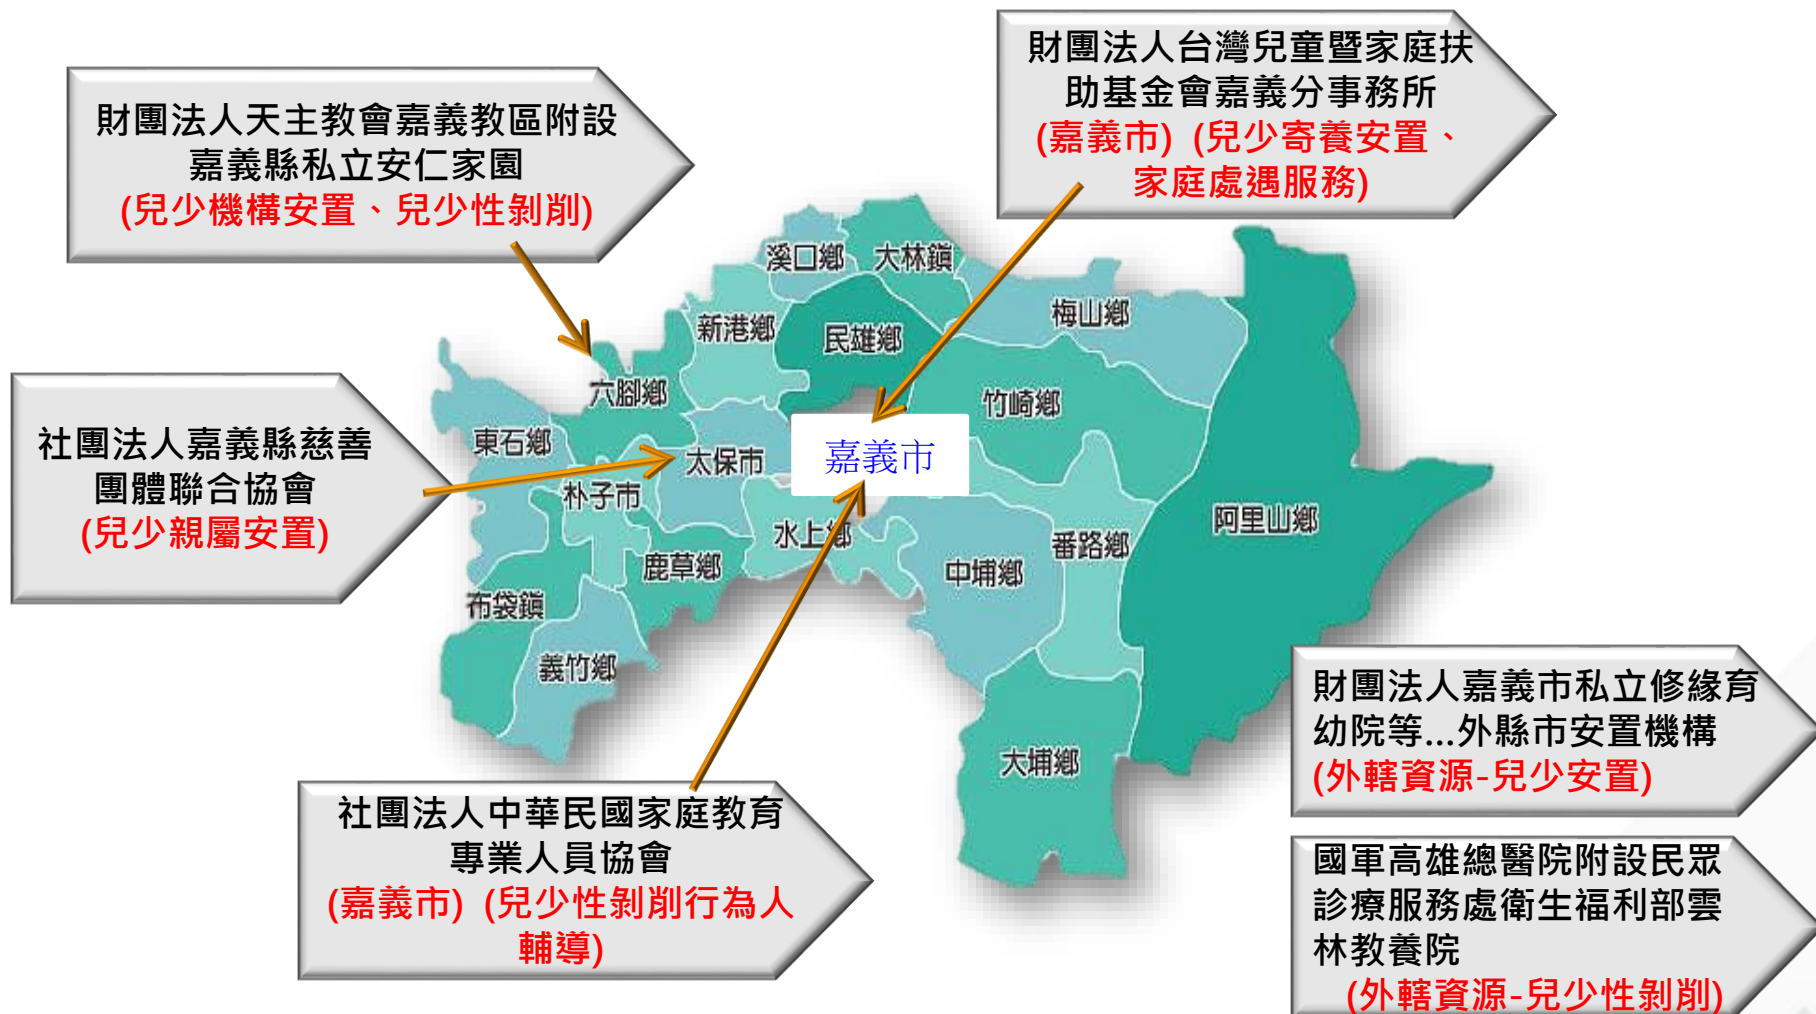 財團法人台灣兒童暨家庭扶
助基金會嘉義分事務所
(嘉義市) (兒少寄養安置、
家庭處遇服務)
財團法人天主教會嘉義教區附設
嘉義縣私立安仁家園
(兒少機構安置、兒少性剝削)
溪口鄉
大林鎮
梅山鄉
新港鄉
民雄鄉
六腳鄉
竹崎鄉
社團法人嘉義縣慈善
團體聯合協會
(兒少親屬安置)
東石鄉
太保市
嘉義市
朴子市
水上鄉
阿里山鄉
番路鄉
鹿草鄉
中埔鄉
布袋鎮
義竹鄉
大埔鄉
財團法人嘉義市私立修緣育
幼院等...外縣市安置機構
(外轄資源-兒少安置)
社團法人中華民國家庭教育
專業人員協會
(嘉義市) (兒少性剝削行為人
輔導)
國軍高雄總醫院附設民眾
診療服務處衛生福利部雲
林教養院
(外轄資源-兒少性剝削)